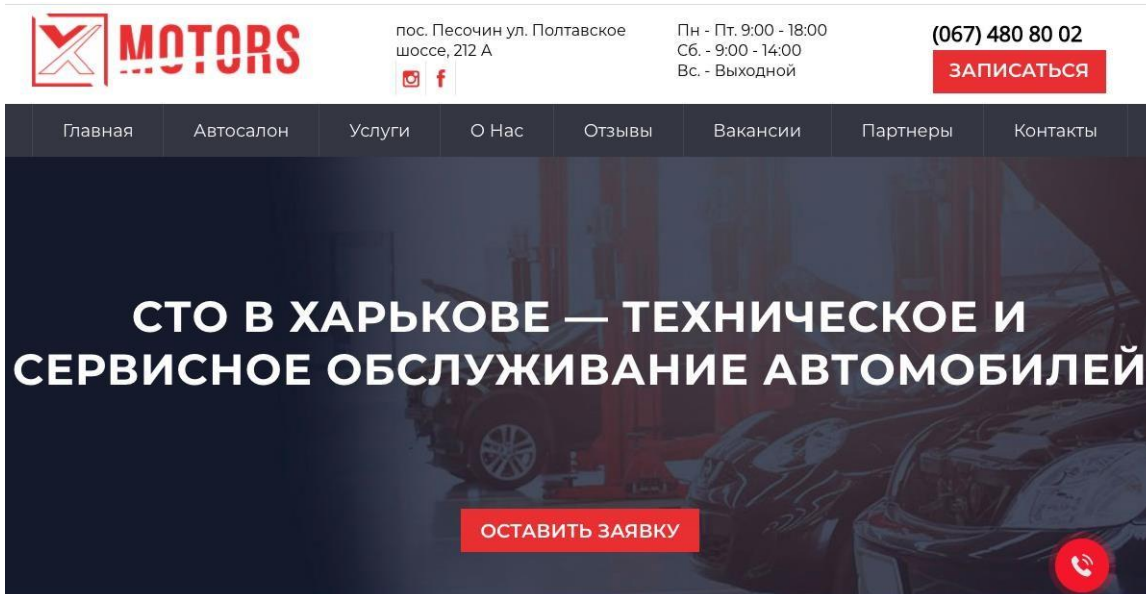 X MOTORS
пос. Песочин ул. Полтавское
шоссе, 212 А
Пн - Пт. 9:00 - 18:00
Сб. - 9:00 - 14:00
Вс. - Выходной
(067) 480 80 02
ЗАПИСАТЬСЯ
Главная
Автосалон
Услуги
О Нас
Отзывы
Вакансии
Партнеры
Контакты
СТО В ХАРЬКОВЕ — ТЕХНИЧЕСКОЕ И
СЕРВИСНОЕ ОБСЛУЖИВАНИЕ АВТОМОБИЛЕЙ
ОСТАВИТЬ ЗАЯВКУ